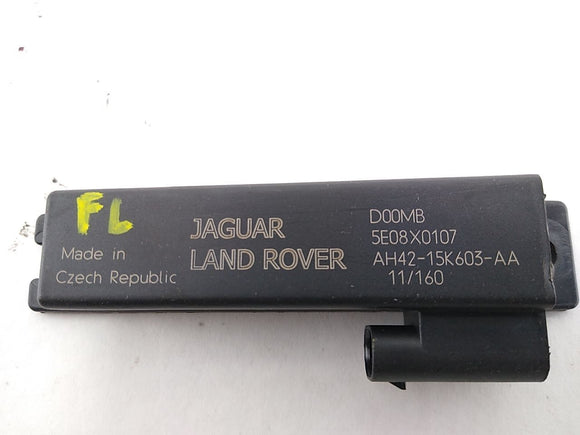 FL
Made in
Czech Republic
JAGUAR
LAND ROVER
D00MB
5E08X0107
AH42-15K603-AA
11/160